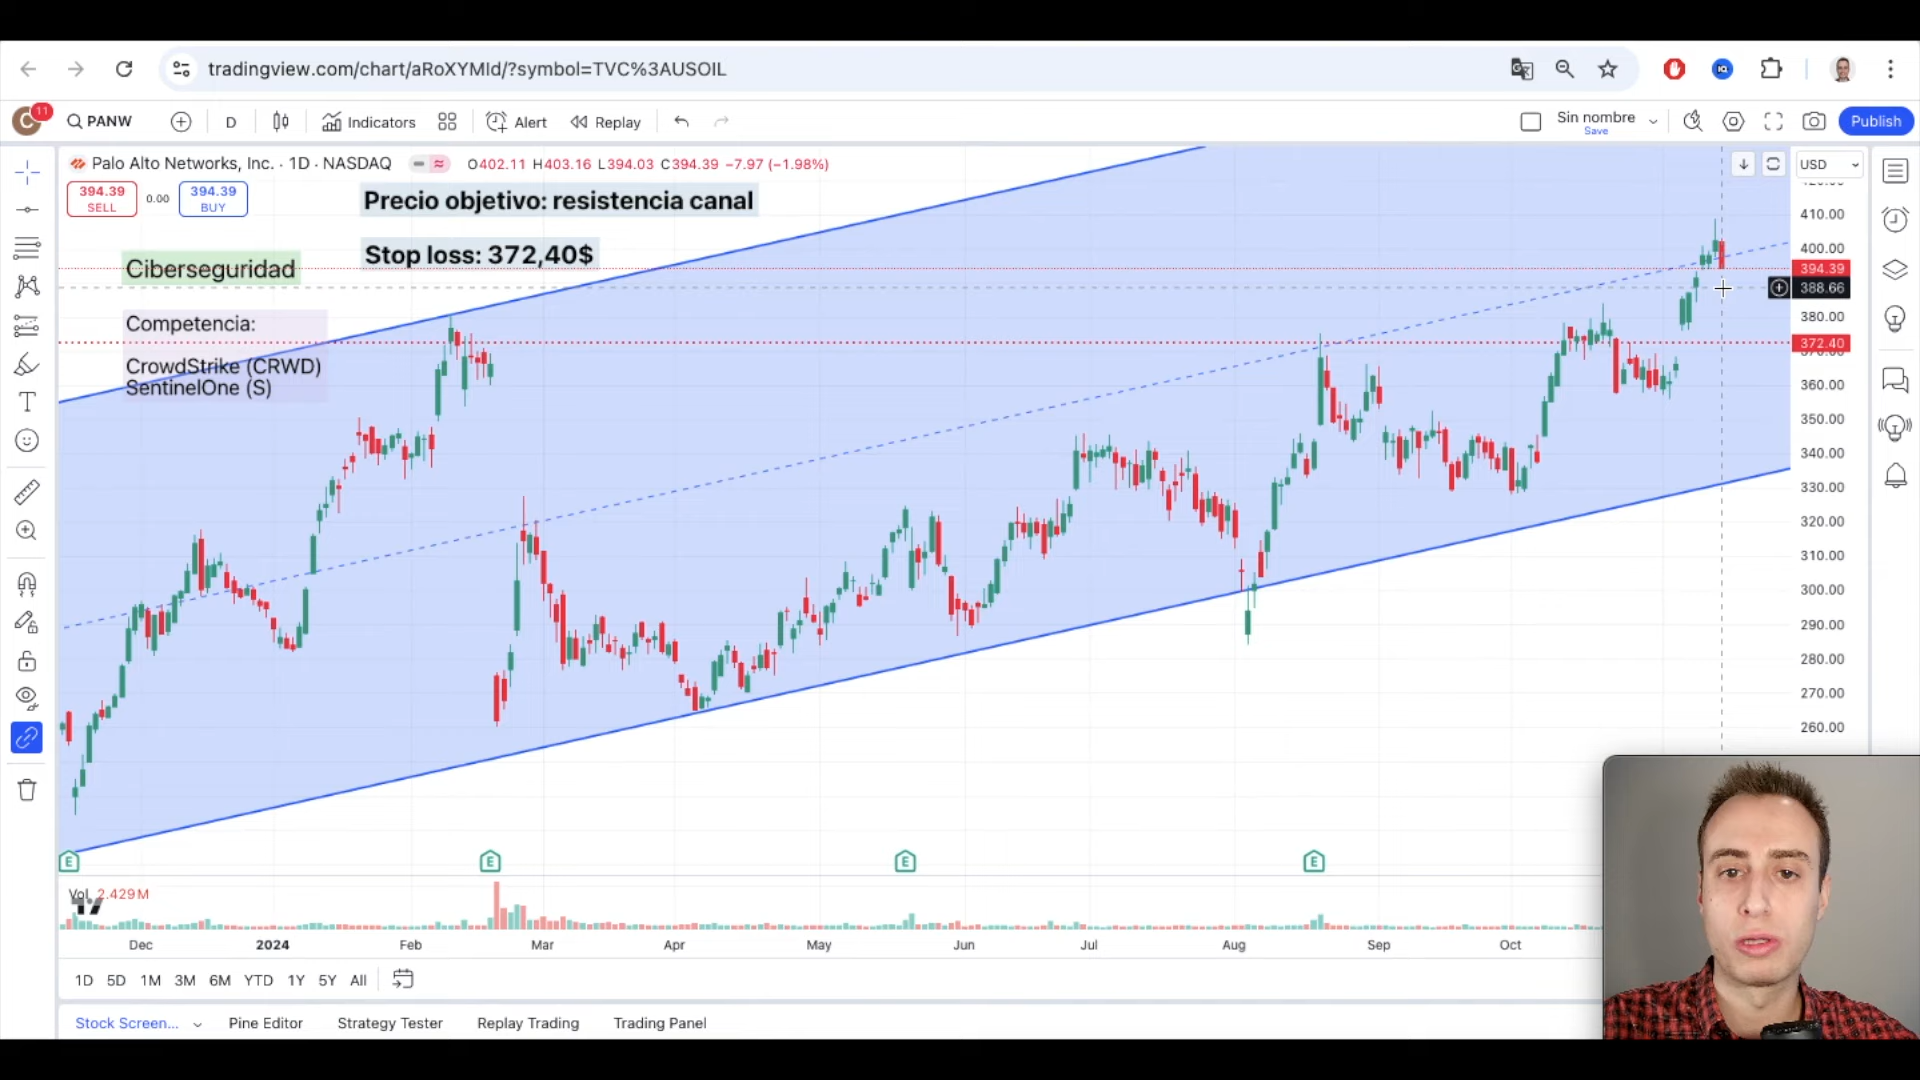 tradingview.com/chart/aRoXYMld/?symbol=TVC%3AUSOIL
C 11 PANW D Indicators Alert Replay Sin nombre Save Publish
Palo Alto Networks, Inc. · 1D · NASDAQ O402.11 H403.16 L394.03 C394.39 −7.97 (−1.98%) USD
394.39 SELL 0.00 394.39 BUY
Precio objetivo: resistencia canal
Stop loss: 372,40$
Ciberseguridad
Competencia:
CrowdStrike (CRWD)
SentinelOne (S)
410.00
400.00
394.39
388.66
380.00
372.40
360.00
350.00
340.00
330.00
320.00
310.00
300.00
290.00
280.00
270.00
260.00
E E E E
Vol 2.429M
Dec 2024 Feb Mar Apr May Jun Jul Aug Sep Oct
1D 5D 1M 3M 6M YTD 1Y 5Y All
Stock Screen... Pine Editor Strategy Tester Replay Trading Trading Panel